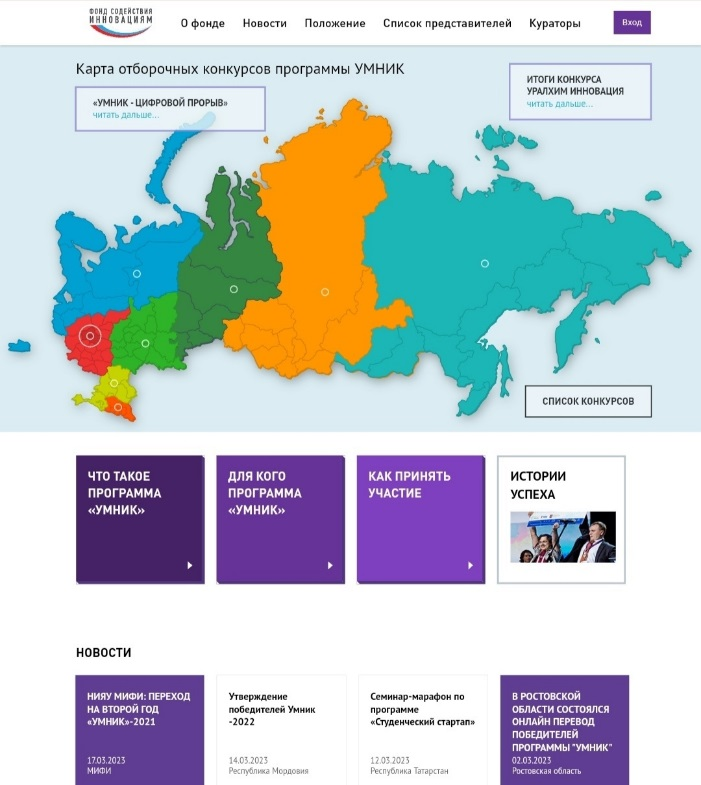 ФОНД СОДЕЙСТВИЯ
ИННОВАЦИЯМ
О фонде
Новости
Положение
Список представителей
Кураторы
Вход
Карта отборочных конкурсов программы УМНИК
«УМНИК - ЦИФРОВОЙ ПРОРЫВ»
читать дальше...
ИТОГИ КОНКУРСА
УРАЛХИМ ИННОВАЦИЯ
читать дальше...
СПИСОК КОНКУРСОВ
ЧТО ТАКОЕ
ПРОГРАММА
«УМНИК»
ДЛЯ КОГО
ПРОГРАММА
«УМНИК»
КАК ПРИНЯТЬ
УЧАСТИЕ
ИСТОРИИ
УСПЕХА
НОВОСТИ
НИЯУ МИФИ: ПЕРЕХОД
НА ВТОРОЙ ГОД
«УМНИК»-2021
17.03.2023
МИФИ
Утверждение
победителей Умник
-2022
14.03.2023
Республика Мордовия
Семинар-марафон по
программе
«Студенческий стартап»
12.03.2023
Республика Татарстан
В РОСТОВСКОЙ
ОБЛАСТИ СОСТОЯЛСЯ
ОНЛАЙН ПЕРЕВОД
ПОБЕДИТЕЛЕЙ
ПРОГРАММЫ "УМНИК"
02.03.2023
Ростовская область